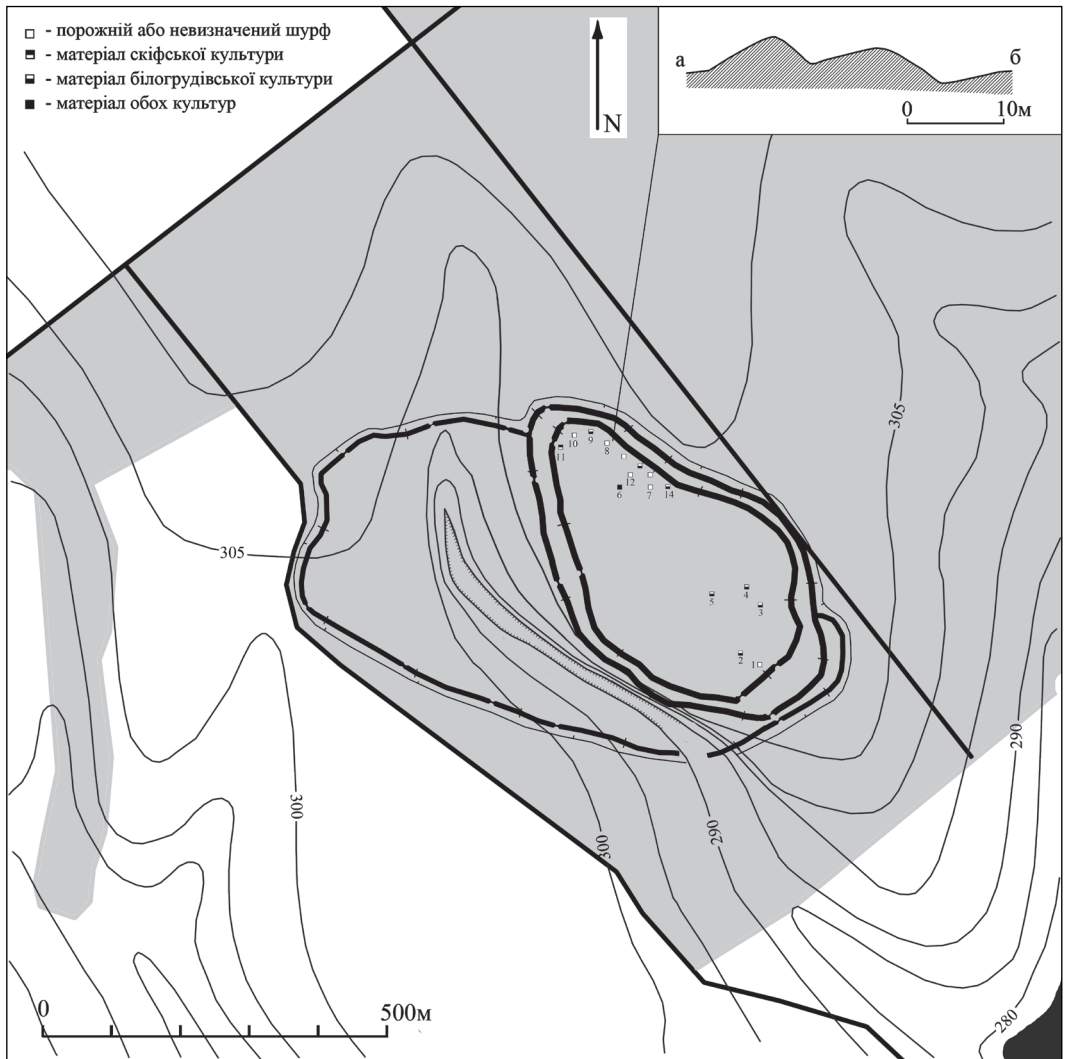 - порожній або невизначений шурф
- матеріал скіфської культури
- матеріал білогрудівської культури
- матеріал обох культур
N
а
б
0
10м
305
10
9
8
11
12
6
7
14
305
5
4
3
2
1
300
300
290
290
280
0
500м